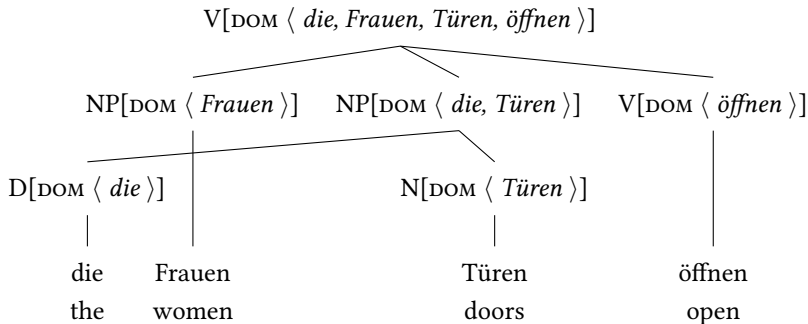 V[DOM ⟨ die, Frauen, Türen, öffnen ⟩]
NP[DOM ⟨ Frauen ⟩] NP[DOM ⟨ die, Türen ⟩] V[DOM ⟨ öffnen ⟩]
D[DOM ⟨ die ⟩] N[DOM ⟨ Türen ⟩]
die Frauen Türen öffnen
the women doors open